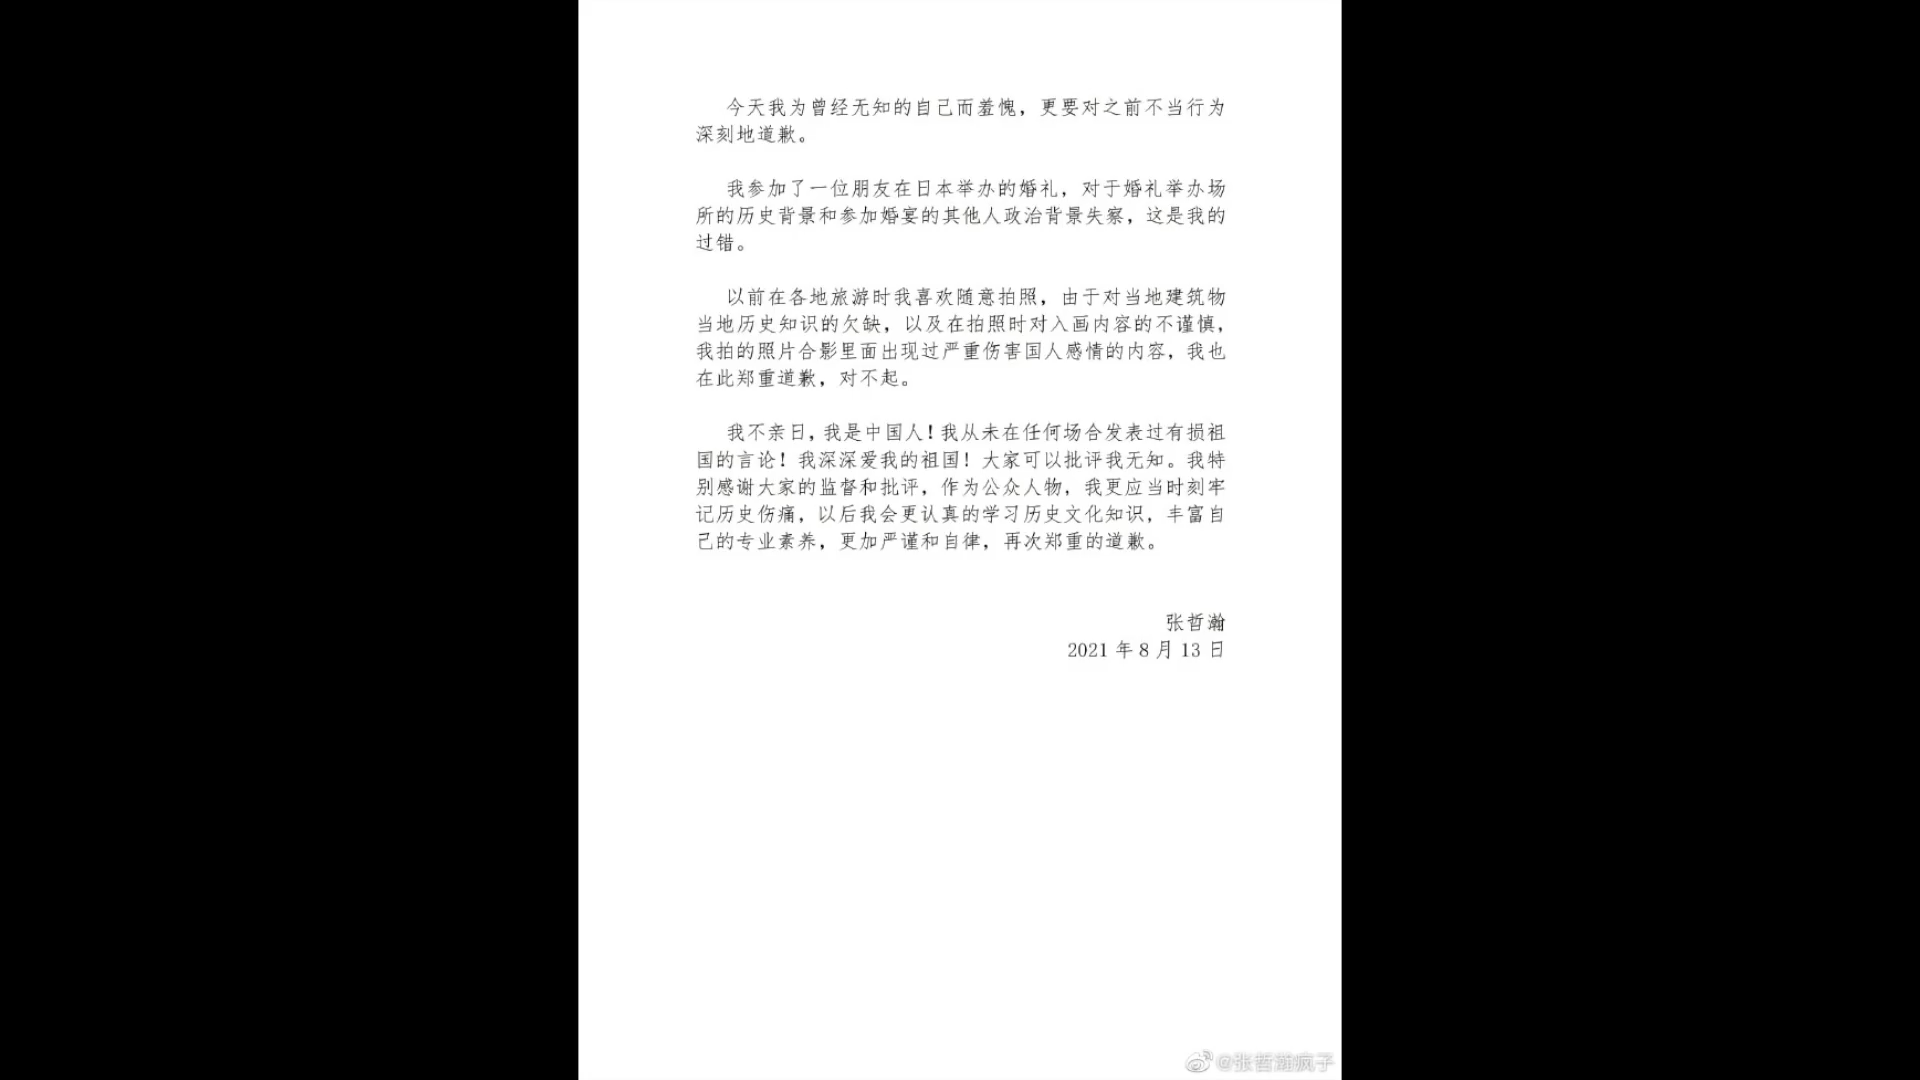 今天我为曾经无知的自己而羞愧，更要对之前不当行为
深刻地道歉。
我参加了一位朋友在日本举办的婚礼，对于婚礼举办场
所的历史背景和参加婚宴的其他人政治背景失察，这是我的
过错。
以前在各地旅游时我喜欢随意拍照，由于对当地建筑物
当地历史知识的欠缺，以及在拍照时对入画内容的不谨慎，
我拍的照片合影里面出现过严重伤害国人感情的内容，我也
在此郑重道歉，对不起。
我不亲日，我是中国人！我从未在任何场合发表过有损祖
国的言论！我深深爱我的祖国！大家可以批评我无知。我特
别感谢大家的监督和批评，作为公众人物，我更应当时刻牢
记历史伤痛，以后我会更认真的学习历史文化知识，丰富自
己的专业素养，更加严谨和自律，再次郑重的道歉。
张哲瀚
2021 年 8 月 13 日
@张哲瀚疯子